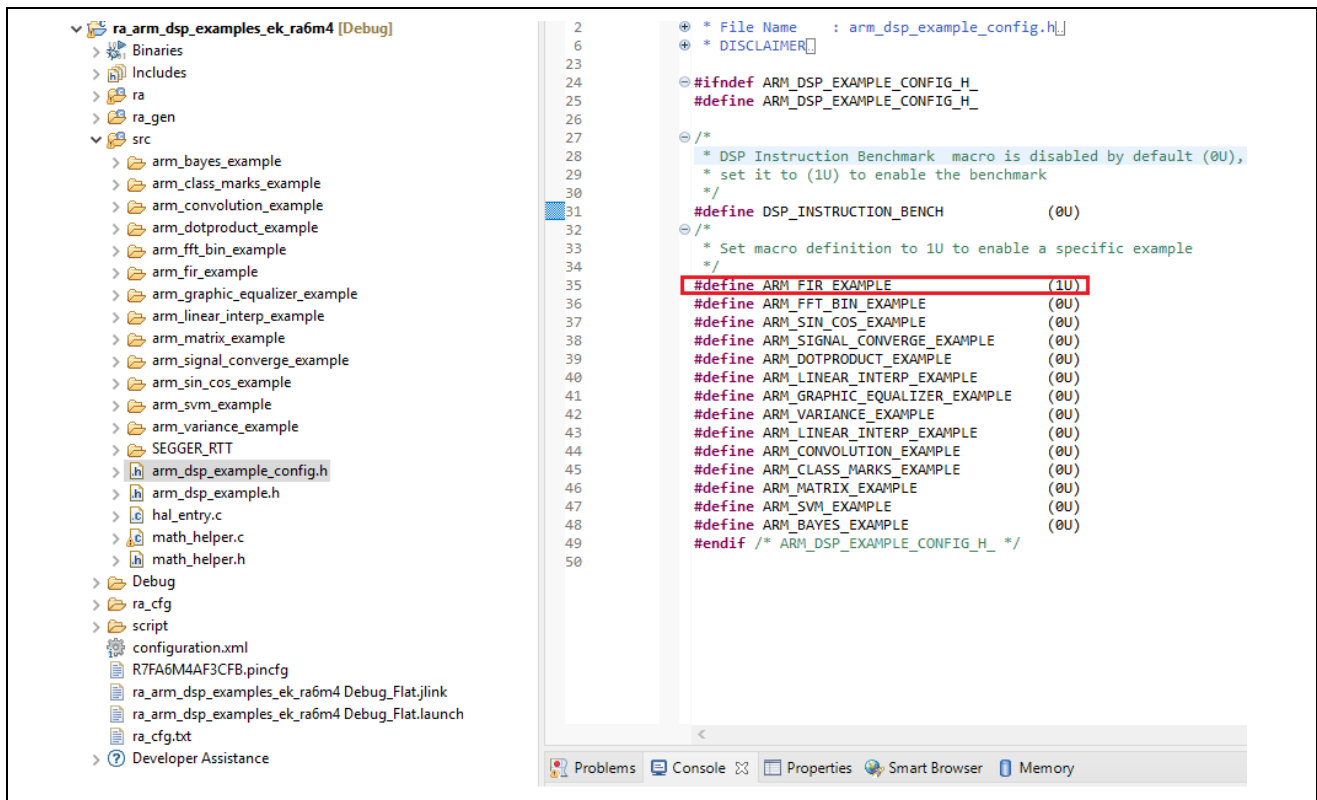 ra_arm_dsp_examples_ek_ra6m4 [Debug]
Binaries
Includes
ra
ra_gen
src
arm_bayes_example
arm_class_marks_example
arm_convolution_example
arm_dotproduct_example
arm_fft_bin_example
arm_fir_example
arm_graphic_equalizer_example
arm_linear_interp_example
arm_matrix_example
arm_signal_converge_example
arm_sin_cos_example
arm_svm_example
arm_variance_example
SEGGER_RTT
arm_dsp_example_config.h
arm_dsp_example.h
hal_entry.c
math_helper.c
math_helper.h
Debug
ra_cfg
script
configuration.xml
R7FA6M4AF3CFB.pincfg
ra_arm_dsp_examples_ek_ra6m4 Debug_Flat.jlink
ra_arm_dsp_examples_ek_ra6m4 Debug_Flat.launch
ra_cfg.txt
Developer Assistance
2 * File Name : arm_dsp_example_config.h
6 * DISCLAIMER
23
24 #ifndef ARM_DSP_EXAMPLE_CONFIG_H_
25 #define ARM_DSP_EXAMPLE_CONFIG_H_
26
27 /*
28 * DSP Instruction Benchmark macro is disabled by default (0U),
29 * set it to (1U) to enable the benchmark
30 */
31 #define DSP_INSTRUCTION_BENCH (0U)
32 /*
33 * Set macro definition to 1U to enable a specific example
34 */
35 #define ARM_FIR_EXAMPLE (1U)
36 #define ARM_FFT_BIN_EXAMPLE (0U)
37 #define ARM_SIN_COS_EXAMPLE (0U)
38 #define ARM_SIGNAL_CONVERGE_EXAMPLE (0U)
39 #define ARM_DOTPRODUCT_EXAMPLE (0U)
40 #define ARM_LINEAR_INTERP_EXAMPLE (0U)
41 #define ARM_GRAPHIC_EQUALIZER_EXAMPLE (0U)
42 #define ARM_VARIANCE_EXAMPLE (0U)
43 #define ARM_LINEAR_INTERP_EXAMPLE (0U)
44 #define ARM_CONVOLUTION_EXAMPLE (0U)
45 #define ARM_CLASS_MARKS_EXAMPLE (0U)
46 #define ARM_MATRIX_EXAMPLE (0U)
47 #define ARM_SVM_EXAMPLE (0U)
48 #define ARM_BAYES_EXAMPLE (0U)
49 #endif /* ARM_DSP_EXAMPLE_CONFIG_H_ */
50
Problems Console Properties Smart Browser Memory